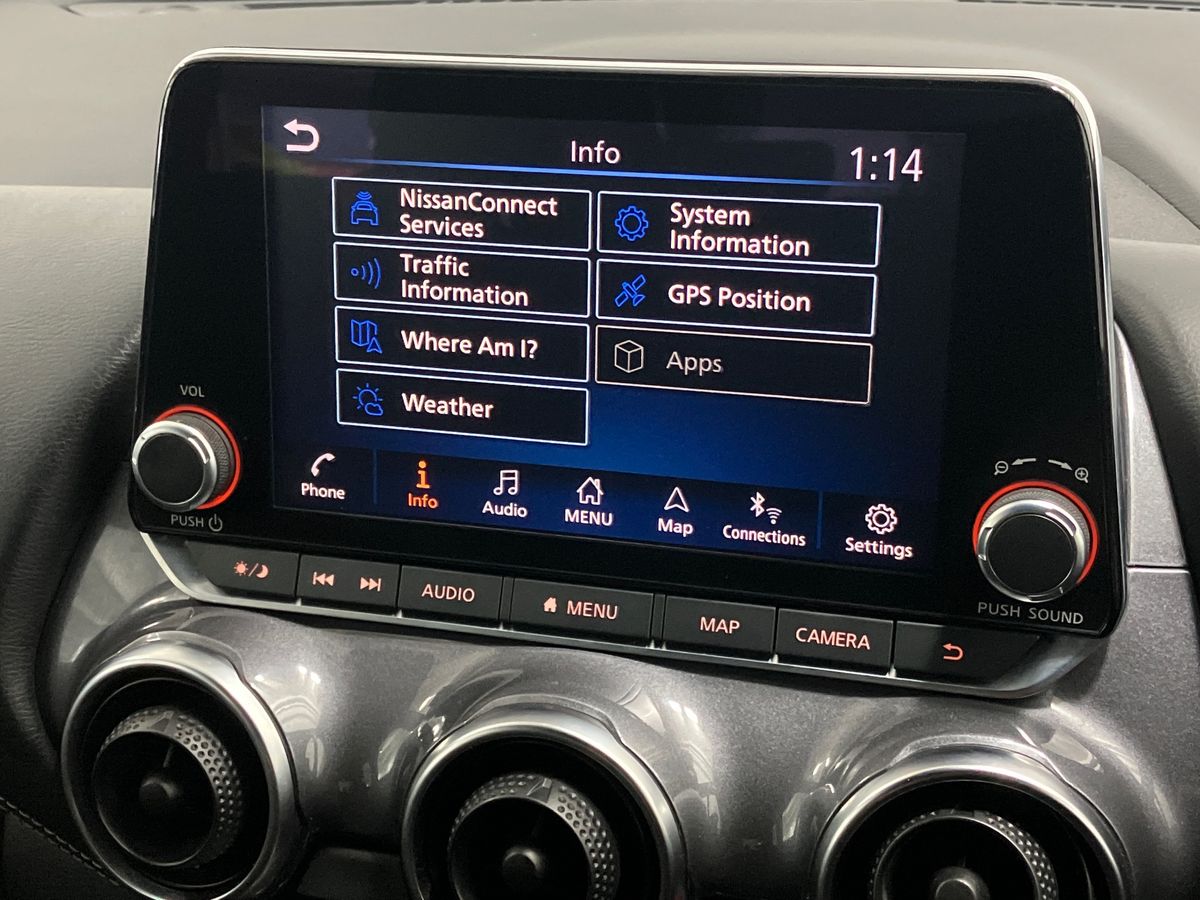 Info
1:14
NissanConnect
Services
System
Information
Traffic
Information
GPS Position
Where Am I?
Apps
Weather
VOL
PUSH
Phone
Info
Audio
MENU
Map
Connections
Settings
PUSH SOUND
AUDIO
MENU
MAP
CAMERA